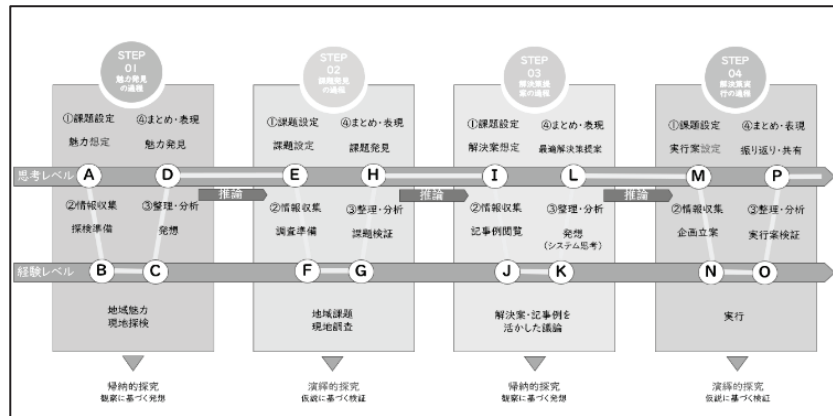 STEP
01
魅力発見
の過程
①課題設定
魅力想定
④まとめ・表現
魅力発見
A
D
②情報収集
探検準備
③整理・分析
発想
B
C
地域魅力
現地探検
帰納的探究
観察に基づく発想
STEP
02
課題発見
の過程
①課題設定
課題設定
④まとめ・表現
課題発見
E
H
②情報収集
調査準備
③整理・分析
課題検証
F
G
地域課題
現地調査
演繹的探究
仮説に基づく検証
STEP
03
解決策提
案の過程
①課題設定
解決案想定
④まとめ・表現
最適解決策提案
I
L
②情報収集
記事例閲覧
③整理・分析
発想
(システム思考)
J
K
解決案・記事例を
活かした議論
帰納的探究
観察に基づく発想
STEP
04
解決策実
行の過程
①課題設定
実行案設定
④まとめ・表現
振り返り・共有
M
P
②情報収集
企画立案
③整理・分析
実行案検証
N
O
実行
演繹的探究
仮説に基づく検証
思考レベル
推論
推論
推論
経験レベル